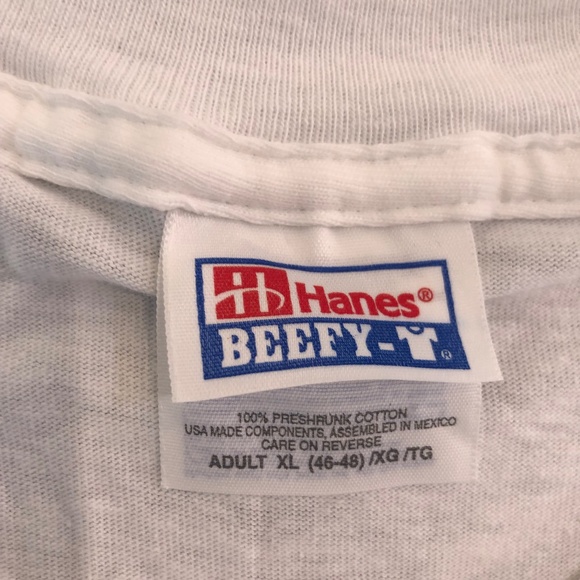 Hanes®
BEEFY-T®
100% PRESHRUNK COTTON
USA MADE COMPONENTS, ASSEMBLED IN MEXICO
CARE ON REVERSE
ADULT XL (46-48) /XG /TG